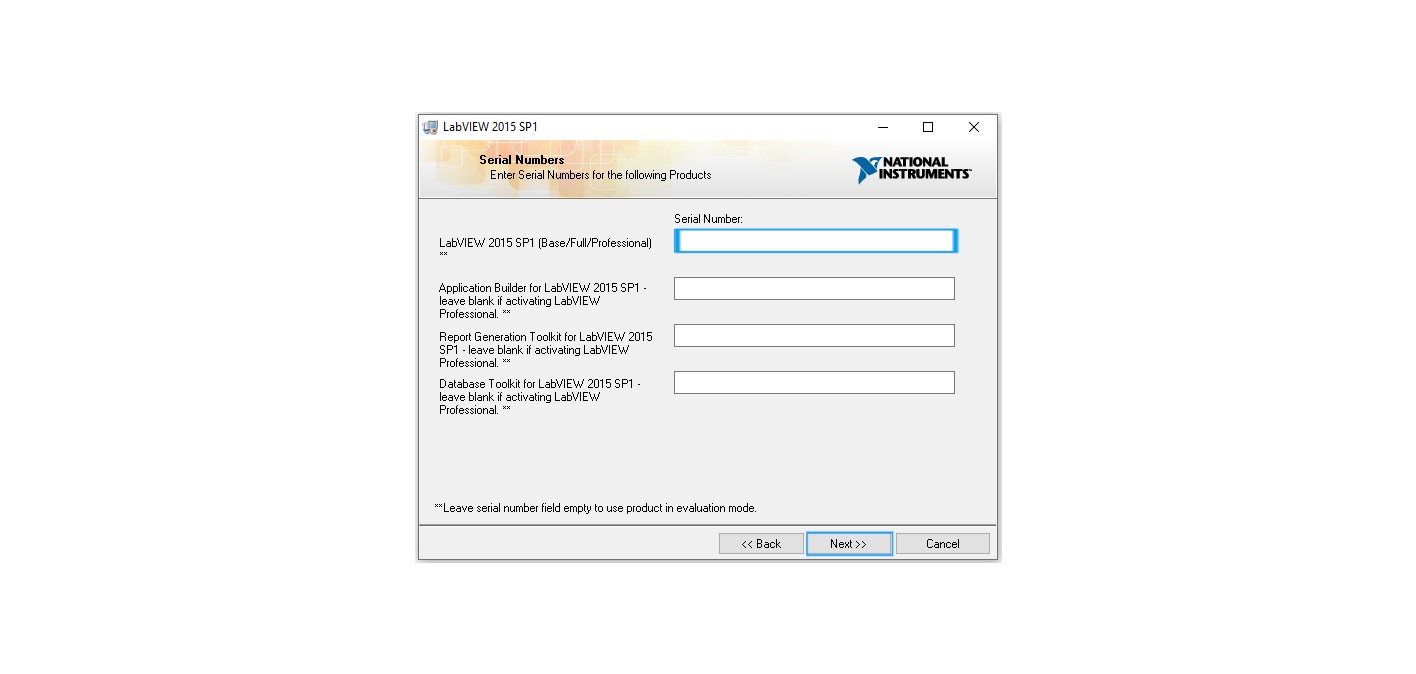 LabVIEW 2015 SP1
Serial Numbers
Enter Serial Numbers for the following Products
NATIONAL
INSTRUMENTS™
Serial Number:
LabVIEW 2015 SP1 (Base/Full/Professional)
**
Application Builder for LabVIEW 2015 SP1 -
leave blank if activating LabVIEW
Professional. **
Report Generation Toolkit for LabVIEW 2015
SP1 - leave blank if activating LabVIEW
Professional. **
Database Toolkit for LabVIEW 2015 SP1 -
leave blank if activating LabVIEW
Professional. **
**Leave serial number field empty to use product in evaluation mode.
<< Back
Next >>
Cancel